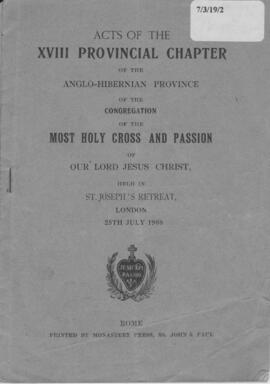 7/3/19/2
ACTS OF THE
XVIII PROVINCIAL CHAPTER
OF THE
ANGLO-HIBERNIAN PROVINCE
OF THE
CONGREGATION
OF THE
MOST HOLY CROSS AND PASSION
OF
OUR LORD JESUS CHRIST,
HELD IN
ST. JOSEPH'S RETREAT,
LONDON
25TH JULY
ROME
PRINTED BY MONASTERY PRESS, SS. JOHN & PAUL